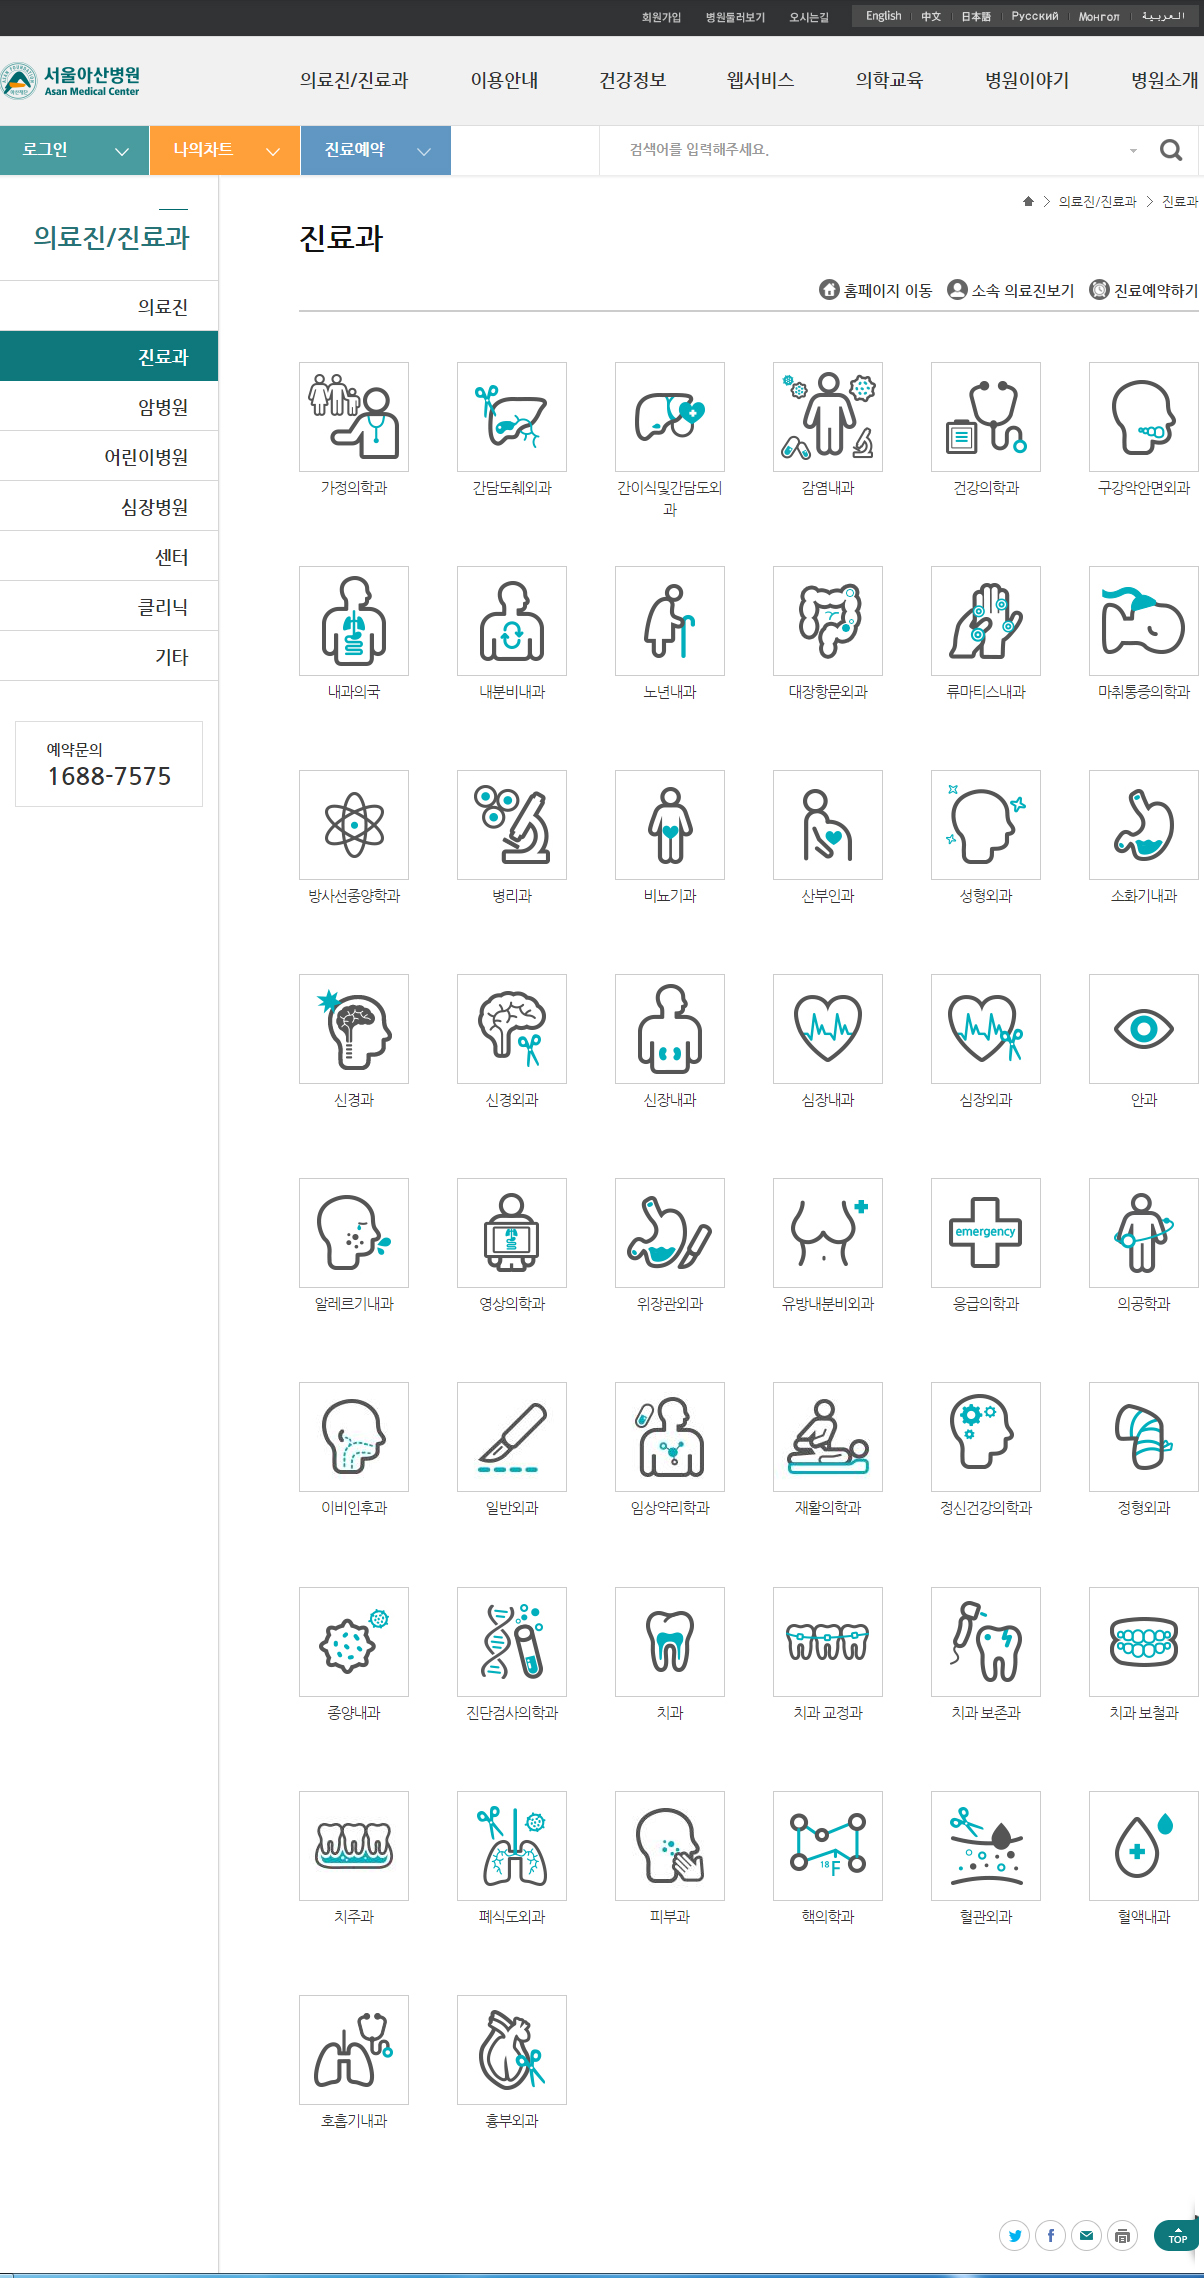 회원가입 병원둘러보기 오시는길 English 中文 日本語 Русский Монгол العربية
서울아산병원
Asan Medical Center
의료진/진료과 이용안내 건강정보 웹서비스 의학교육 병원이야기 병원소개
로그인 나의차트 진료예약 검색어를 입력해주세요.
의료진/진료과 진료과
의료진/진료과
진료과
홈페이지 이동 소속 의료진보기 진료예약하기
의료진
진료과
암병원
어린이병원
심장병원
센터
클리닉
기타
예약문의
1688-7575
가정의학과 간담도췌외과 간이식및간담도외과 감염내과 건강의학과 구강악안면외과
내과의국 내분비내과 노년내과 대장항문외과 류마티스내과 마취통증의학과
방사선종양학과 병리과 비뇨기과 산부인과 성형외과 소화기내과
신경과 신경외과 신장내과 심장내과 심장외과 안과
emergency
알레르기내과 영상의학과 위장관외과 유방내분비외과 응급의학과 의공학과
이비인후과 일반외과 임상약리학과 재활의학과 정신건강의학과 정형외과
종양내과 진단검사의학과 치과 치과 교정과 치과 보존과 치과 보철과
18F
치주과 폐식도외과 피부과 핵의학과 혈관외과 혈액내과
호흡기내과 흉부외과
TOP